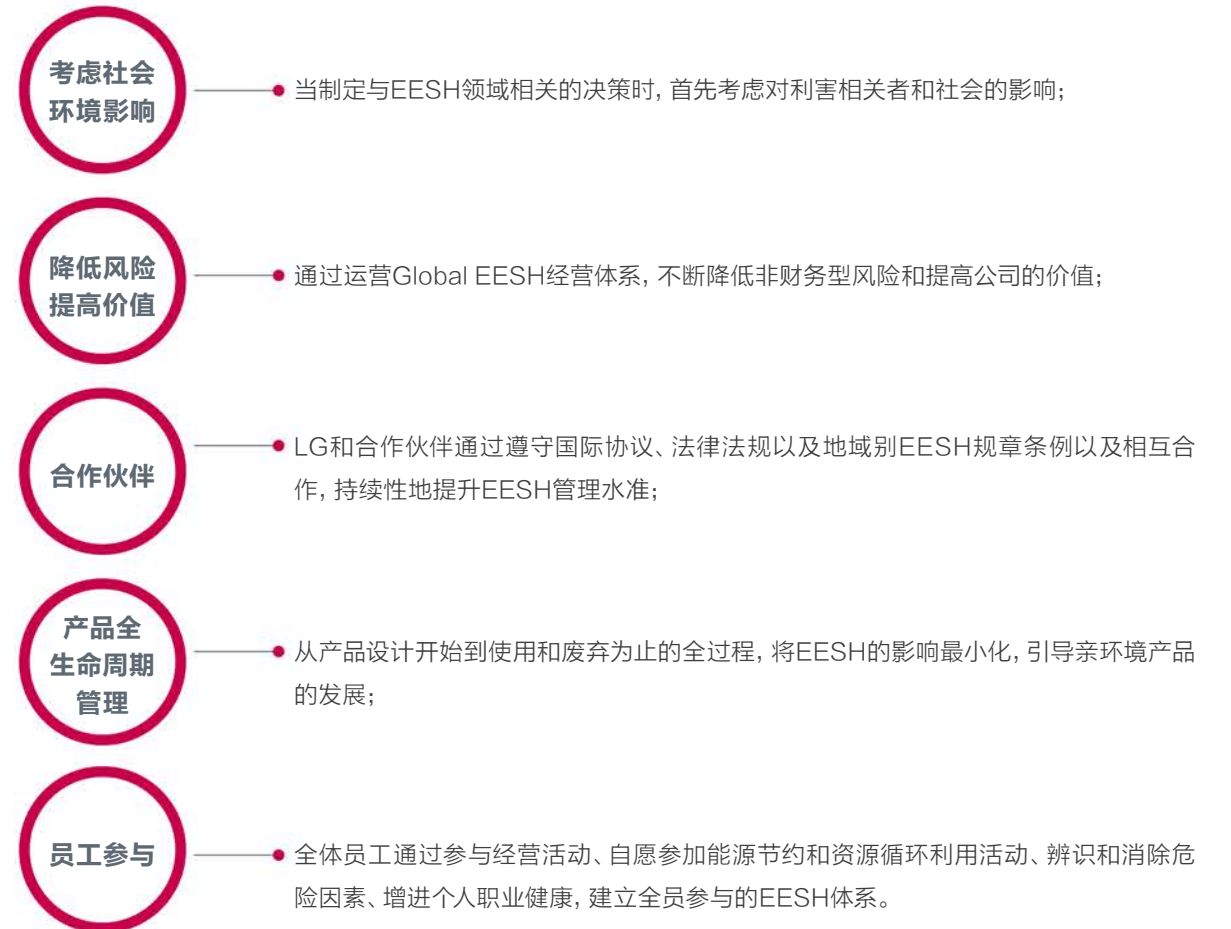 考虑社会
环境影响
当制定与EESH领域相关的决策时, 首先考虑对利害相关者和社会的影响;
降低风险
提高价值
通过运营Global EESH经营体系, 不断降低非财务型风险和提高公司的价值;
合作伙伴
LG和合作伙伴通过遵守国际协议、法律法规以及地域别EESH规章条例以及相互合
作, 持续性地提升EESH管理水准;
产品全
生命周期
管理
从产品设计开始到使用和废弃为止的全过程, 将EESH的影响最小化, 引导亲环境产品
的发展;
员工参与
全体员工通过参与经营活动、自愿参加能源节约和资源循环利用活动、辨识和消除危
险因素、增进个人职业健康, 建立全员参与的EESH体系。